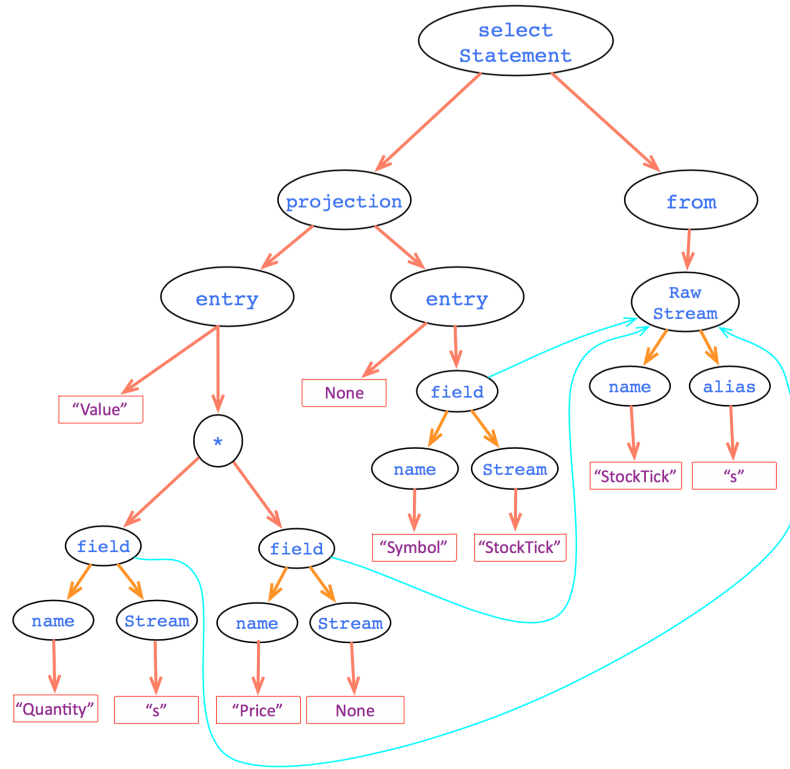 select
Statement
projection
from
entry
entry
Raw
Stream
“Value”
None
field
name
alias
*
name
Stream
“StockTick”
“s”
field
field
“Symbol”
“StockTick”
name
Stream
name
Stream
“Quantity”
“s”
“Price”
None